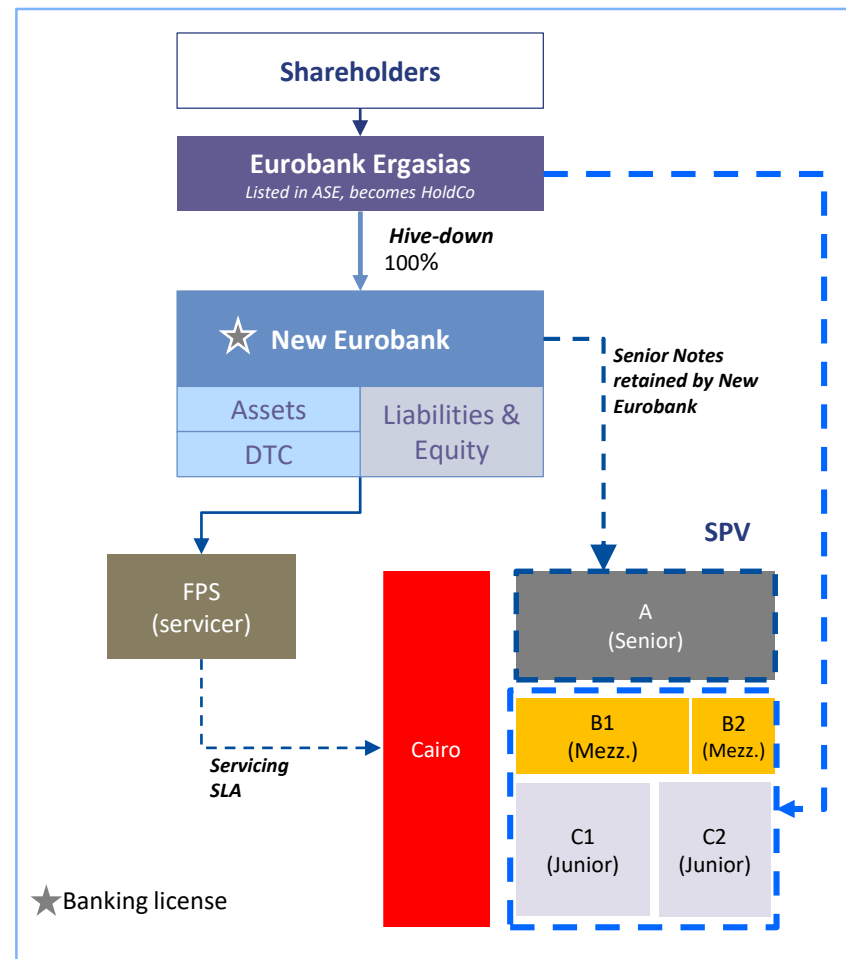 Shareholders
Eurobank Ergasias
Listed in ASE, becomes HoldCo
Hive-down
100%
New Eurobank
Senior Notes
retained by New
Eurobank
Assets
DTC
Liabilities &
Equity
SPV
FPS
(servicer)
A
(Senior)
Cairo
B1
(Mezz.)
B2
(Mezz.)
Servicing
SLA
C1
(Junior)
C2
(Junior)
Banking license